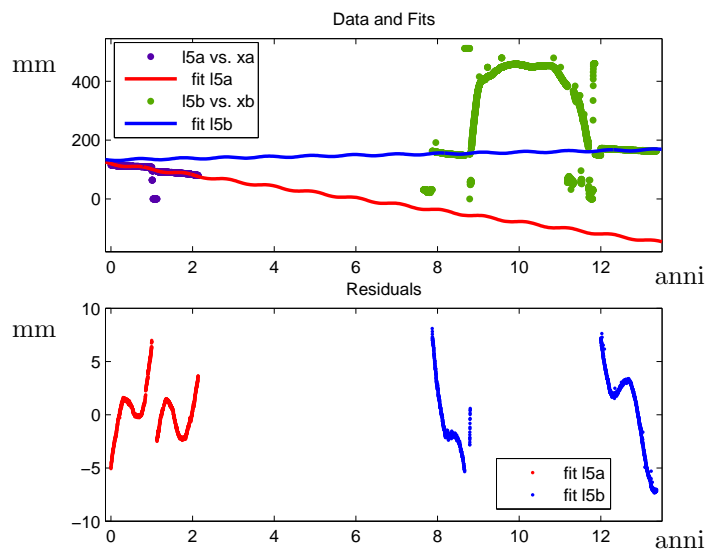 Data and Fits
mm
400
200
0
l5a vs. xa
fit l5a
l5b vs. xb
fit l5b
0 2 4 6 8 10 12
anni
Residuals
mm
10
5
0
−5
−10
fit l5a
fit l5b
0 2 4 6 8 10 12
anni